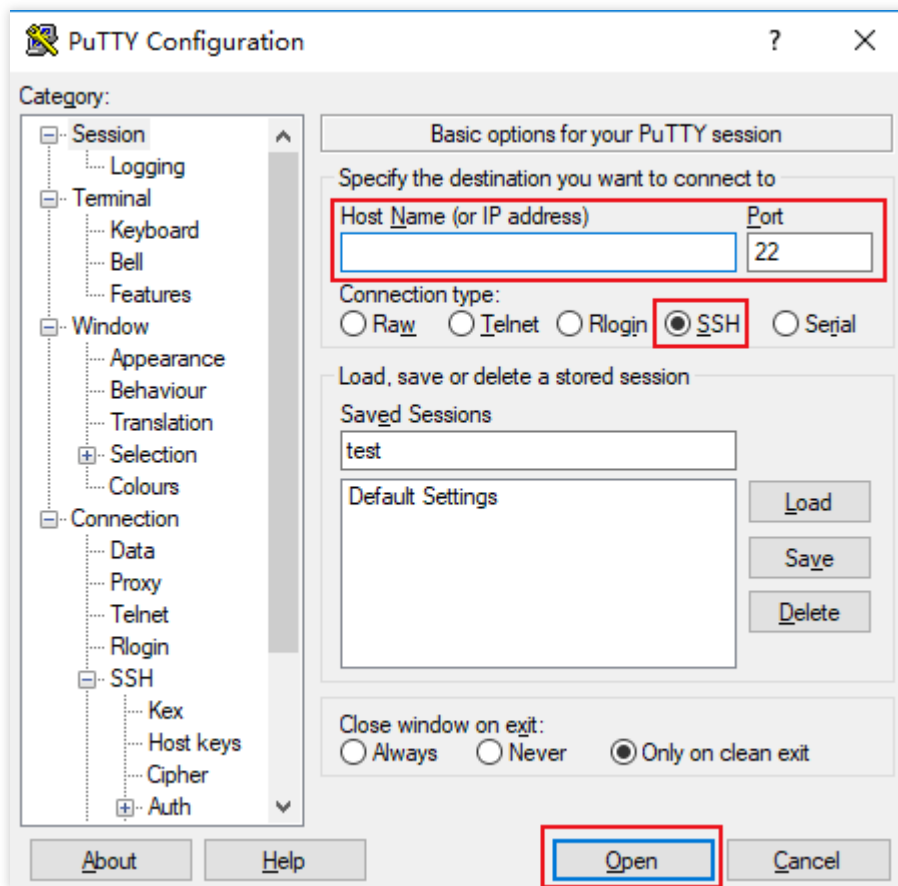 PuTTY Configuration
?
Category:
Session
Logging
Terminal
Keyboard
Bell
Features
Window
Appearance
Behaviour
Translation
Selection
Colours
Connection
Data
Proxy
Telnet
Rlogin
SSH
Kex
Host keys
Cipher
Auth
Basic options for your PuTTY session
Specify the destination you want to connect to
Host Name (or IP address) Port
22
Connection type:
Raw Telnet Rlogin SSH Serial
Load, save or delete a stored session
Saved Sessions
test
Default Settings
Load
Save
Delete
Close window on exit:
Always Never Only on clean exit
About Help Open Cancel